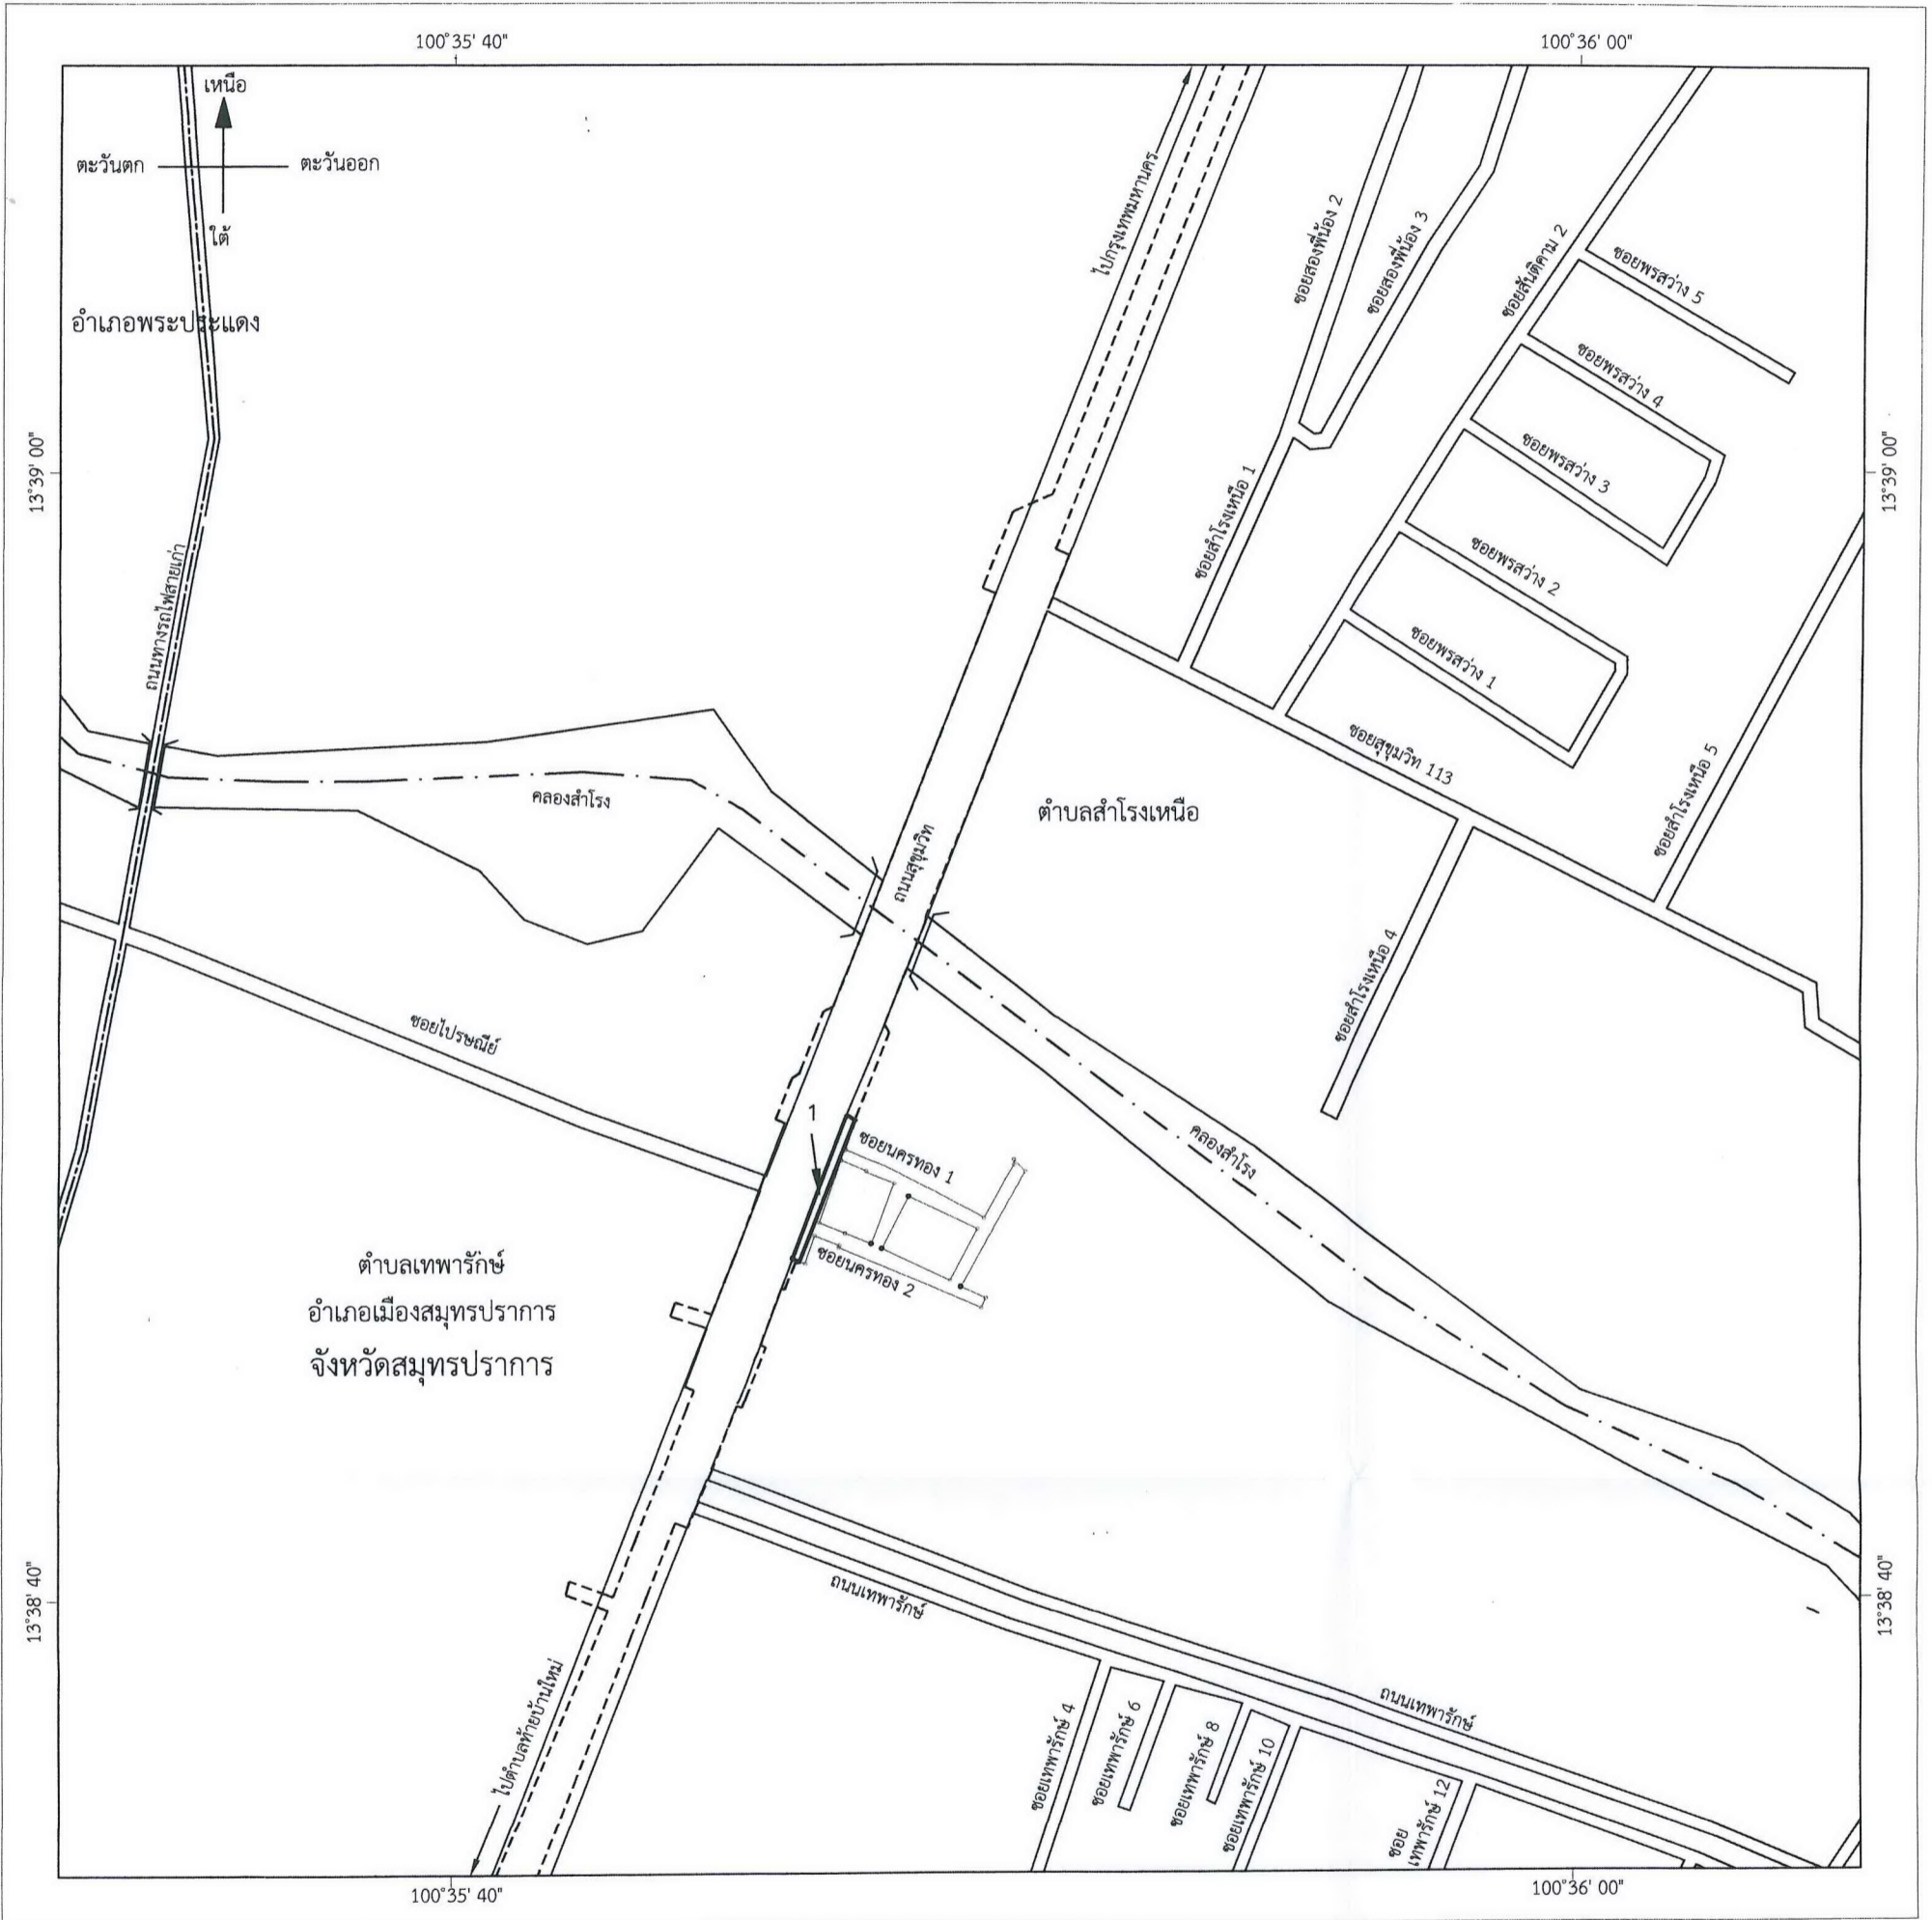 100°35' 40"
100°36' 00"
เหนือ
ตะวันตก
ตะวันออก
ใต้
อำเภอพระประแดง
ไปกรุงเทพมหานคร
ซอยสองพี่น้อง 2
ซอยสองพี่น้อง 3
ซอยสันติคาม 2
ซอยพรสว่าง 5
ซอยพรสว่าง 4
ซอยพรสว่าง 3
ซอยพรสว่าง 2
ซอยพรสว่าง 1
13°39' 00"
13°39' 00"
ซอยสำโรงเหนือ 1
ถนนทางรถไฟสายเก่า
ซอยสุขุมวิท 113
ซอยสำโรงเหนือ 5
คลองสำโรง
ตำบลสำโรงเหนือ
ถนนสุขุมวิท
ซอยสำโรงเหนือ 4
ซอยไปรษณีย์
1
ซอยนครทอง 1
คลองสำโรง
ซอยนครทอง 2
ตำบลเทพารักษ์
อำเภอเมืองสมุทรปราการ
จังหวัดสมุทรปราการ
13°38' 40"
13°38' 40"
ถนนเทพารักษ์
ถนนเทพารักษ์
ไปตำบลท้ายบ้านใหม่
ซอยเทพารักษ์ 4
ซอยเทพารักษ์ 6
ซอยเทพารักษ์ 8
ซอยเทพารักษ์ 10
ซอย
เทพารักษ์ 12
100°35' 40"
100°36' 00"